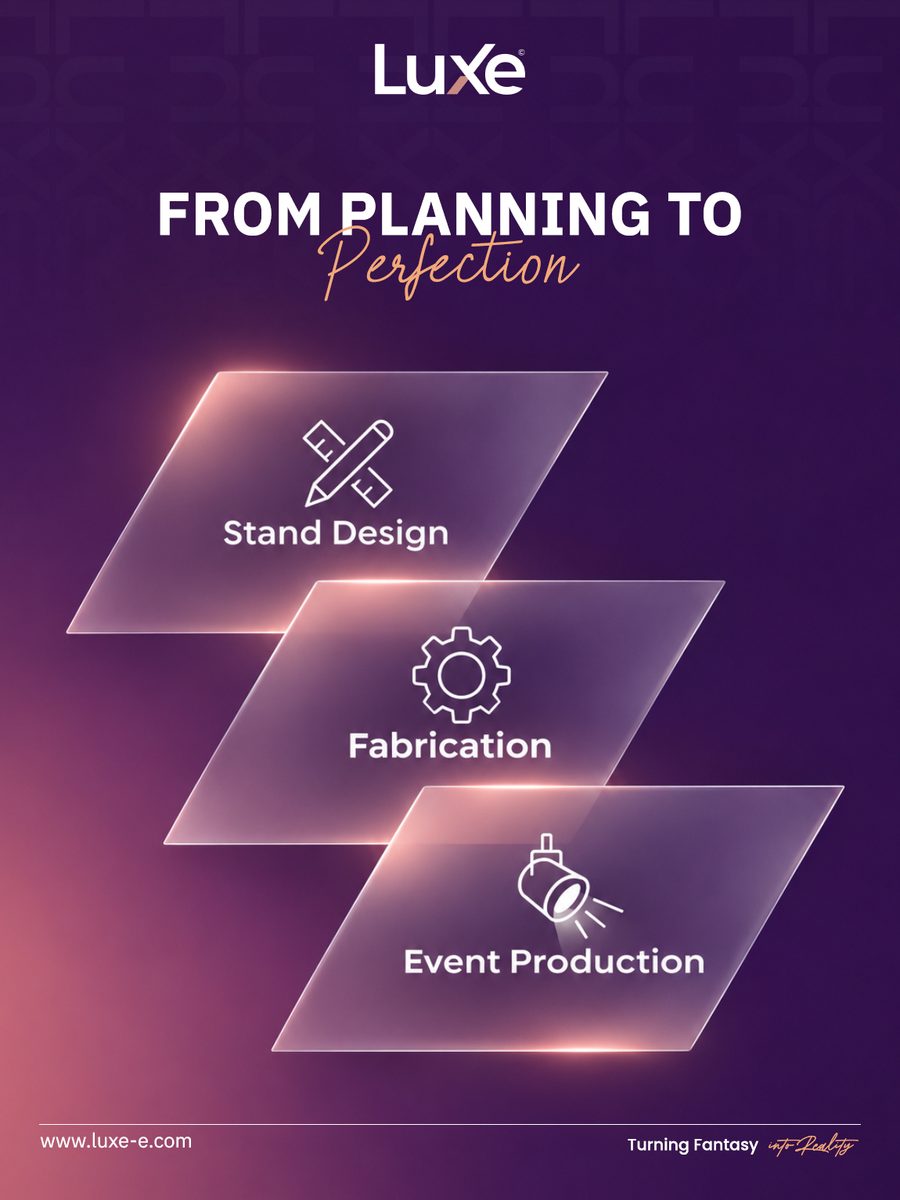 Luxe©
FROM PLANNING TO
Perfection
Stand Design
Fabrication
Event Production
www.luxe-e.com
Turning Fantasy into Reality